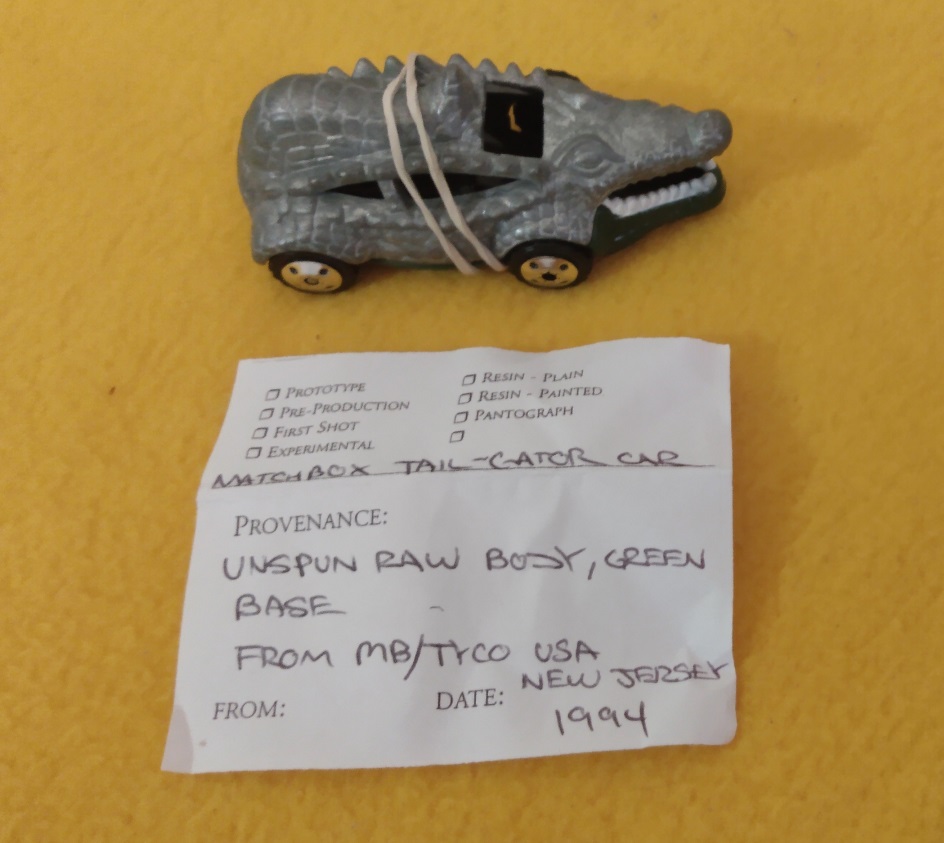 ☐ PROTOTYPE
☐ PRE-PRODUCTION
☐ FIRST SHOT
☐ EXPERIMENTAL
☐ RESIN - PLAIN
☐ RESIN - PAINTED
☐ PANTOGRAPH
☐
MATCHBOX TAIL-GATOR CAR
PROVENANCE:
UNSPUN RAW BODY, GREEN
BASE
FROM MB/TYCO USA
NEW JERSEY
FROM: DATE: 1994